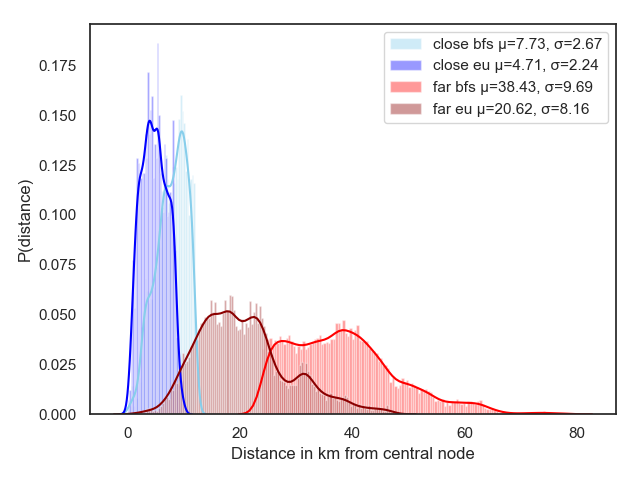 close bfs μ=7.73, σ=2.67
close eu μ=4.71, σ=2.24
far bfs μ=38.43, σ=9.69
far eu μ=20.62, σ=8.16
P(distance)
0.175
0.150
0.125
0.100
0.075
0.050
0.025
0.000
0 20 40 60 80
Distance in km from central node